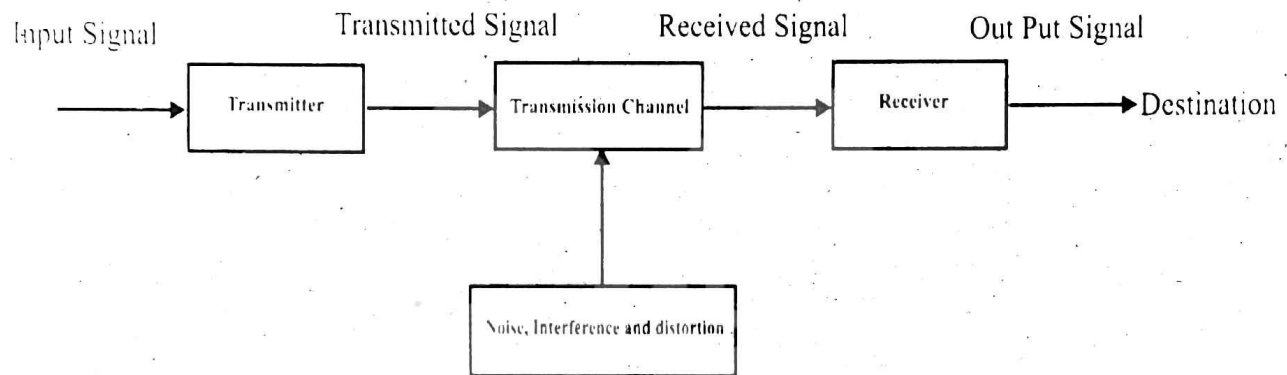 Input Signal
Transmitted Signal
Received Signal
Out Put Signal
Transmitter
Transmission Channel
Receiver
Destination
Noise, Interference and distortion